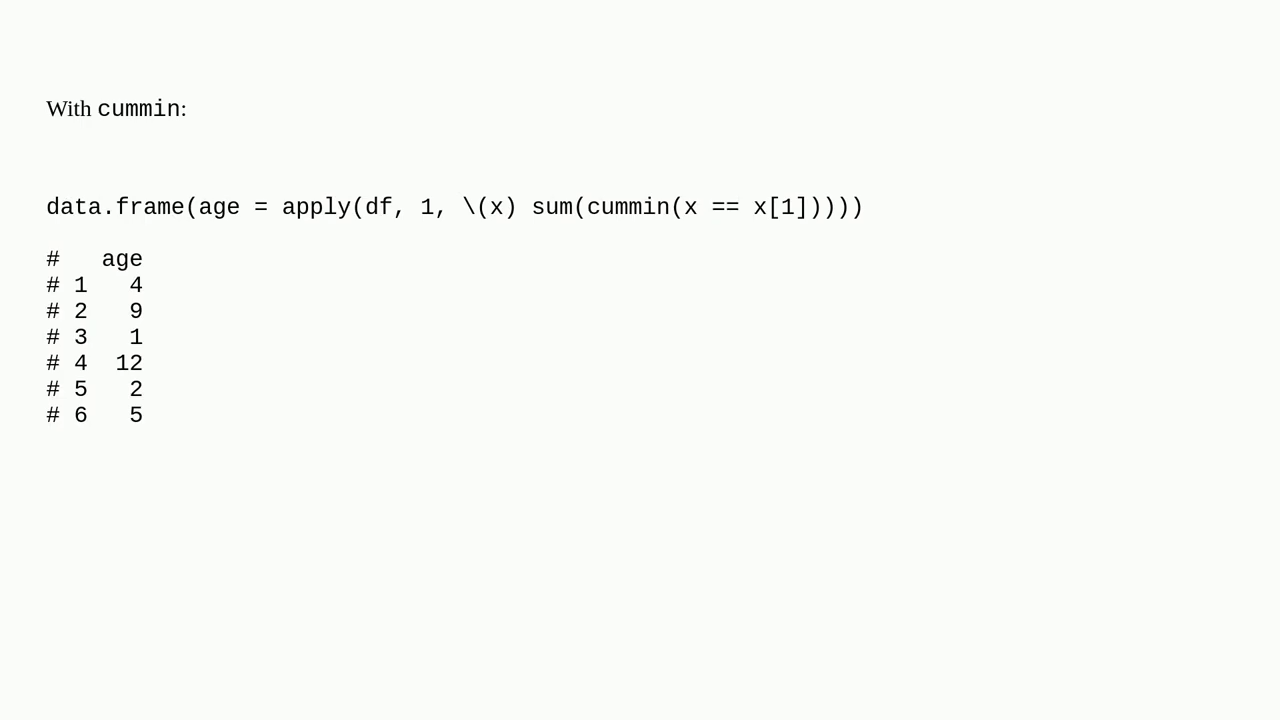 With cummin:
data.frame(age = apply(df, 1, \(x) sum(cummin(x == x[1]))))
#   age
# 1   4
# 2   9
# 3   1
# 4  12
# 5   2
# 6   5